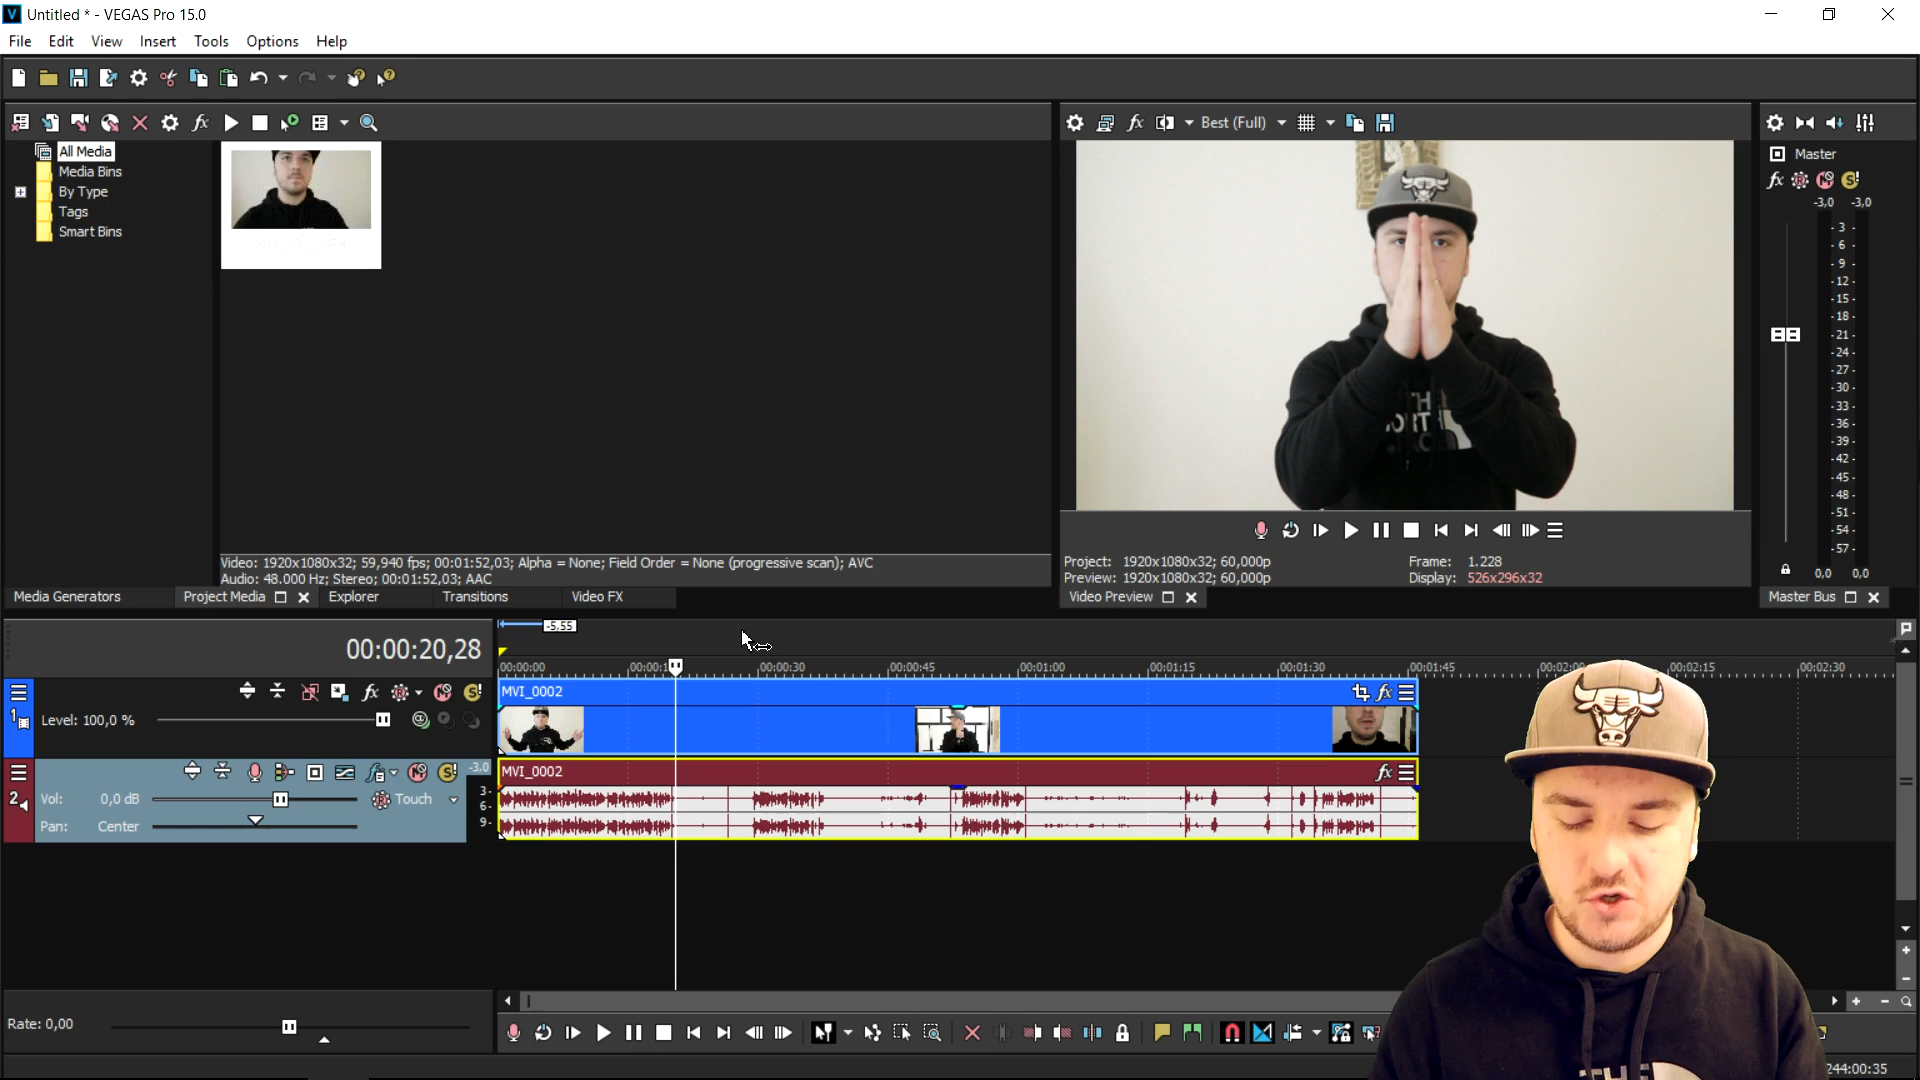 Untitled * - VEGAS Pro 15.0
File Edit View Insert Tools Options Help
Best (Full)
All Media
Media Bins
By Type
Tags
Smart Bins
Master
-3,0 -3,0
- 3 -
- 6 -
- 9 -
-12-
-15-
-18-
-21-
-24-
-27-
-30-
-33-
-36-
-39-
-42-
-45-
-48-
-51-
-54-
-57-
0,0 0,0
Video: 1920x1080x32; 59,940 fps; 00:01:52,03; Alpha = None; Field Order = None (progressive scan); AVC
Audio: 48.000 Hz; Stereo; 00:01:52,03; AAC
Project: 1920x1080x32; 60,000p
Frame: 1.228
Preview: 1920x1080x32; 60,000p
Display: 526x296x32
Media Generators Project Media Explorer Transitions Video FX
Video Preview
Master Bus
-5,55
00:00:20,28
00:00:00 00:00:1 00:00:30 00:00:45 00:01:00 00:01:15 00:01:30 00:01:45 00:02:00 00:02:15 00:02:30
MVI_0002
1
Level: 100,0 %
MVI_0002
-3,0
2
Vol: 0,0 dB
Touch
3-
6-
9-
Pan: Center
Rate: 0,00
244:00:35